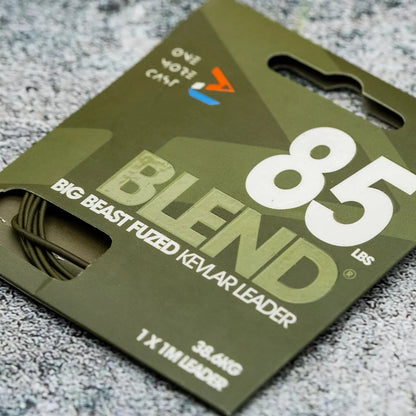 ONE
MORE
CAST
85
LBS
BLEND®
BIG BEAST FUZED KEVLAR LEADER
38.6KG
1 X 1M LEADER